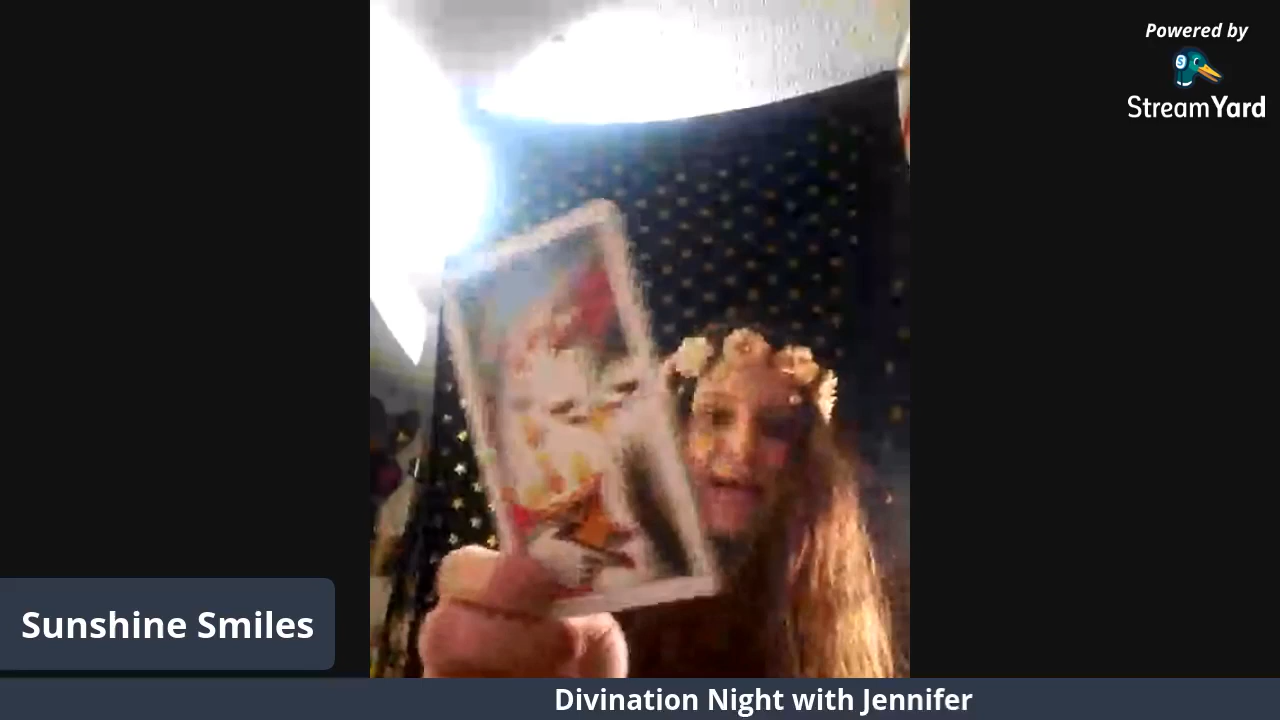 Powered by
StreamYard
Sunshine Smiles
Divination Night with Jennifer